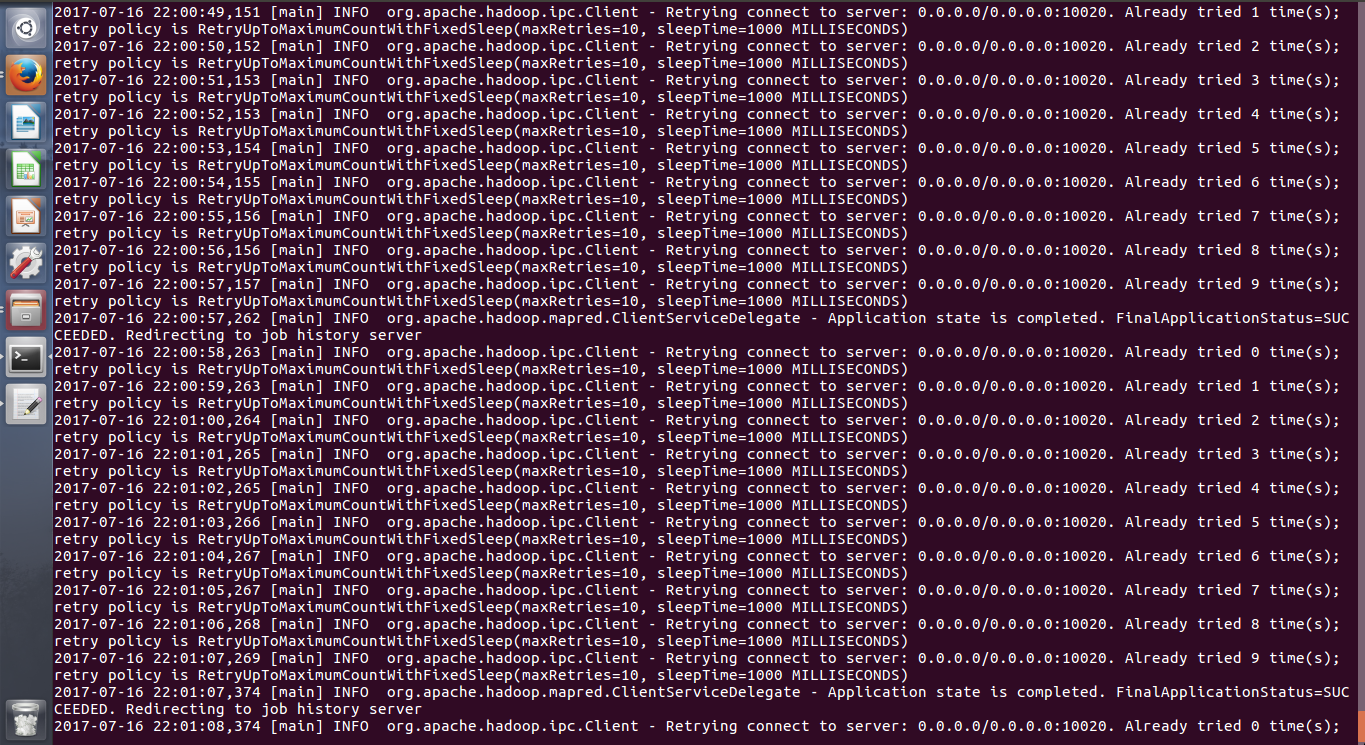 2017-07-16 22:00:49,151 [main] INFO  org.apache.hadoop.ipc.Client - Retrying connect to server: 0.0.0.0/0.0.0.0:10020. Already tried 1 time(s);
retry policy is RetryUpToMaximumCountWithFixedSleep(maxRetries=10, sleepTime=1000 MILLISECONDS)
2017-07-16 22:00:50,152 [main] INFO  org.apache.hadoop.ipc.Client - Retrying connect to server: 0.0.0.0/0.0.0.0:10020. Already tried 2 time(s);
retry policy is RetryUpToMaximumCountWithFixedSleep(maxRetries=10, sleepTime=1000 MILLISECONDS)
2017-07-16 22:00:51,153 [main] INFO  org.apache.hadoop.ipc.Client - Retrying connect to server: 0.0.0.0/0.0.0.0:10020. Already tried 3 time(s);
retry policy is RetryUpToMaximumCountWithFixedSleep(maxRetries=10, sleepTime=1000 MILLISECONDS)
2017-07-16 22:00:52,153 [main] INFO  org.apache.hadoop.ipc.Client - Retrying connect to server: 0.0.0.0/0.0.0.0:10020. Already tried 4 time(s);
retry policy is RetryUpToMaximumCountWithFixedSleep(maxRetries=10, sleepTime=1000 MILLISECONDS)
2017-07-16 22:00:53,154 [main] INFO  org.apache.hadoop.ipc.Client - Retrying connect to server: 0.0.0.0/0.0.0.0:10020. Already tried 5 time(s);
retry policy is RetryUpToMaximumCountWithFixedSleep(maxRetries=10, sleepTime=1000 MILLISECONDS)
2017-07-16 22:00:54,155 [main] INFO  org.apache.hadoop.ipc.Client - Retrying connect to server: 0.0.0.0/0.0.0.0:10020. Already tried 6 time(s);
retry policy is RetryUpToMaximumCountWithFixedSleep(maxRetries=10, sleepTime=1000 MILLISECONDS)
2017-07-16 22:00:55,156 [main] INFO  org.apache.hadoop.ipc.Client - Retrying connect to server: 0.0.0.0/0.0.0.0:10020. Already tried 7 time(s);
retry policy is RetryUpToMaximumCountWithFixedSleep(maxRetries=10, sleepTime=1000 MILLISECONDS)
2017-07-16 22:00:56,156 [main] INFO  org.apache.hadoop.ipc.Client - Retrying connect to server: 0.0.0.0/0.0.0.0:10020. Already tried 8 time(s);
retry policy is RetryUpToMaximumCountWithFixedSleep(maxRetries=10, sleepTime=1000 MILLISECONDS)
2017-07-16 22:00:57,157 [main] INFO  org.apache.hadoop.ipc.Client - Retrying connect to server: 0.0.0.0/0.0.0.0:10020. Already tried 9 time(s);
retry policy is RetryUpToMaximumCountWithFixedSleep(maxRetries=10, sleepTime=1000 MILLISECONDS)
2017-07-16 22:00:57,262 [main] INFO  org.apache.hadoop.mapred.ClientServiceDelegate - Application state is completed. FinalApplicationStatus=SUC
CEEDED. Redirecting to job history server
2017-07-16 22:00:58,263 [main] INFO  org.apache.hadoop.ipc.Client - Retrying connect to server: 0.0.0.0/0.0.0.0:10020. Already tried 0 time(s);
retry policy is RetryUpToMaximumCountWithFixedSleep(maxRetries=10, sleepTime=1000 MILLISECONDS)
2017-07-16 22:00:59,263 [main] INFO  org.apache.hadoop.ipc.Client - Retrying connect to server: 0.0.0.0/0.0.0.0:10020. Already tried 1 time(s);
retry policy is RetryUpToMaximumCountWithFixedSleep(maxRetries=10, sleepTime=1000 MILLISECONDS)
2017-07-16 22:01:00,264 [main] INFO  org.apache.hadoop.ipc.Client - Retrying connect to server: 0.0.0.0/0.0.0.0:10020. Already tried 2 time(s);
retry policy is RetryUpToMaximumCountWithFixedSleep(maxRetries=10, sleepTime=1000 MILLISECONDS)
2017-07-16 22:01:01,265 [main] INFO  org.apache.hadoop.ipc.Client - Retrying connect to server: 0.0.0.0/0.0.0.0:10020. Already tried 3 time(s);
retry policy is RetryUpToMaximumCountWithFixedSleep(maxRetries=10, sleepTime=1000 MILLISECONDS)
2017-07-16 22:01:02,265 [main] INFO  org.apache.hadoop.ipc.Client - Retrying connect to server: 0.0.0.0/0.0.0.0:10020. Already tried 4 time(s);
retry policy is RetryUpToMaximumCountWithFixedSleep(maxRetries=10, sleepTime=1000 MILLISECONDS)
2017-07-16 22:01:03,266 [main] INFO  org.apache.hadoop.ipc.Client - Retrying connect to server: 0.0.0.0/0.0.0.0:10020. Already tried 5 time(s);
retry policy is RetryUpToMaximumCountWithFixedSleep(maxRetries=10, sleepTime=1000 MILLISECONDS)
2017-07-16 22:01:04,267 [main] INFO  org.apache.hadoop.ipc.Client - Retrying connect to server: 0.0.0.0/0.0.0.0:10020. Already tried 6 time(s);
retry policy is RetryUpToMaximumCountWithFixedSleep(maxRetries=10, sleepTime=1000 MILLISECONDS)
2017-07-16 22:01:05,267 [main] INFO  org.apache.hadoop.ipc.Client - Retrying connect to server: 0.0.0.0/0.0.0.0:10020. Already tried 7 time(s);
retry policy is RetryUpToMaximumCountWithFixedSleep(maxRetries=10, sleepTime=1000 MILLISECONDS)
2017-07-16 22:01:06,268 [main] INFO  org.apache.hadoop.ipc.Client - Retrying connect to server: 0.0.0.0/0.0.0.0:10020. Already tried 8 time(s);
retry policy is RetryUpToMaximumCountWithFixedSleep(maxRetries=10, sleepTime=1000 MILLISECONDS)
2017-07-16 22:01:07,269 [main] INFO  org.apache.hadoop.ipc.Client - Retrying connect to server: 0.0.0.0/0.0.0.0:10020. Already tried 9 time(s);
retry policy is RetryUpToMaximumCountWithFixedSleep(maxRetries=10, sleepTime=1000 MILLISECONDS)
2017-07-16 22:01:07,374 [main] INFO  org.apache.hadoop.mapred.ClientServiceDelegate - Application state is completed. FinalApplicationStatus=SUC
CEEDED. Redirecting to job history server
2017-07-16 22:01:08,374 [main] INFO  org.apache.hadoop.ipc.Client - Retrying connect to server: 0.0.0.0/0.0.0.0:10020. Already tried 0 time(s);